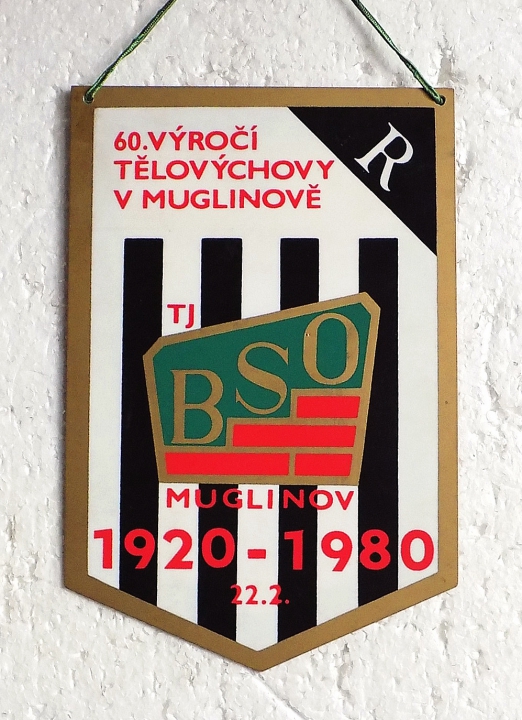 60.VÝROČÍ
TĚLOVÝCHOVY
V MUGLINOVĚ
R
TJ
BSO
MUGLINOV
1920-1980
22.2.